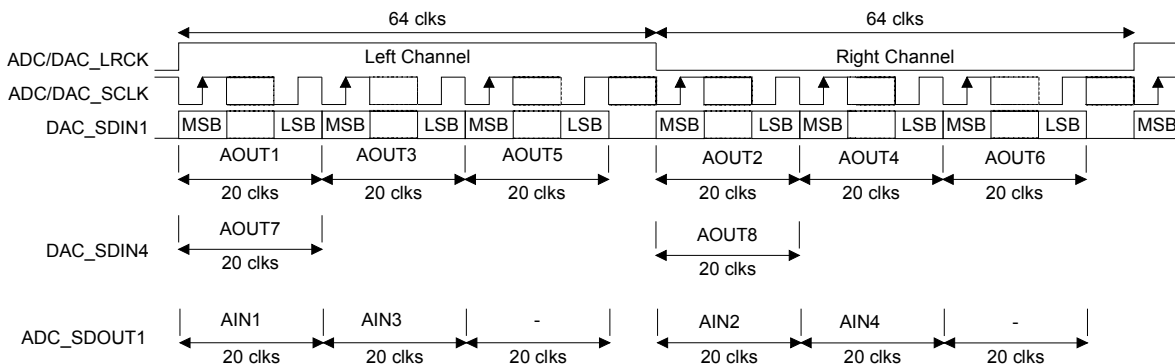 64 clks 64 clks
ADC/DAC_LRCK Left Channel Right Channel
ADC/DAC_SCLK
DAC_SDIN1 MSB LSB MSB LSB MSB LSB MSB LSB MSB LSB MSB LSB MSB
AOUT1 AOUT3 AOUT5 AOUT2 AOUT4 AOUT6
20 clks 20 clks 20 clks 20 clks 20 clks 20 clks
DAC_SDIN4 AOUT7 AOUT8
20 clks 20 clks
ADC_SDOUT1 AIN1 AIN3 - AIN2 AIN4 -
20 clks 20 clks 20 clks 20 clks 20 clks 20 clks